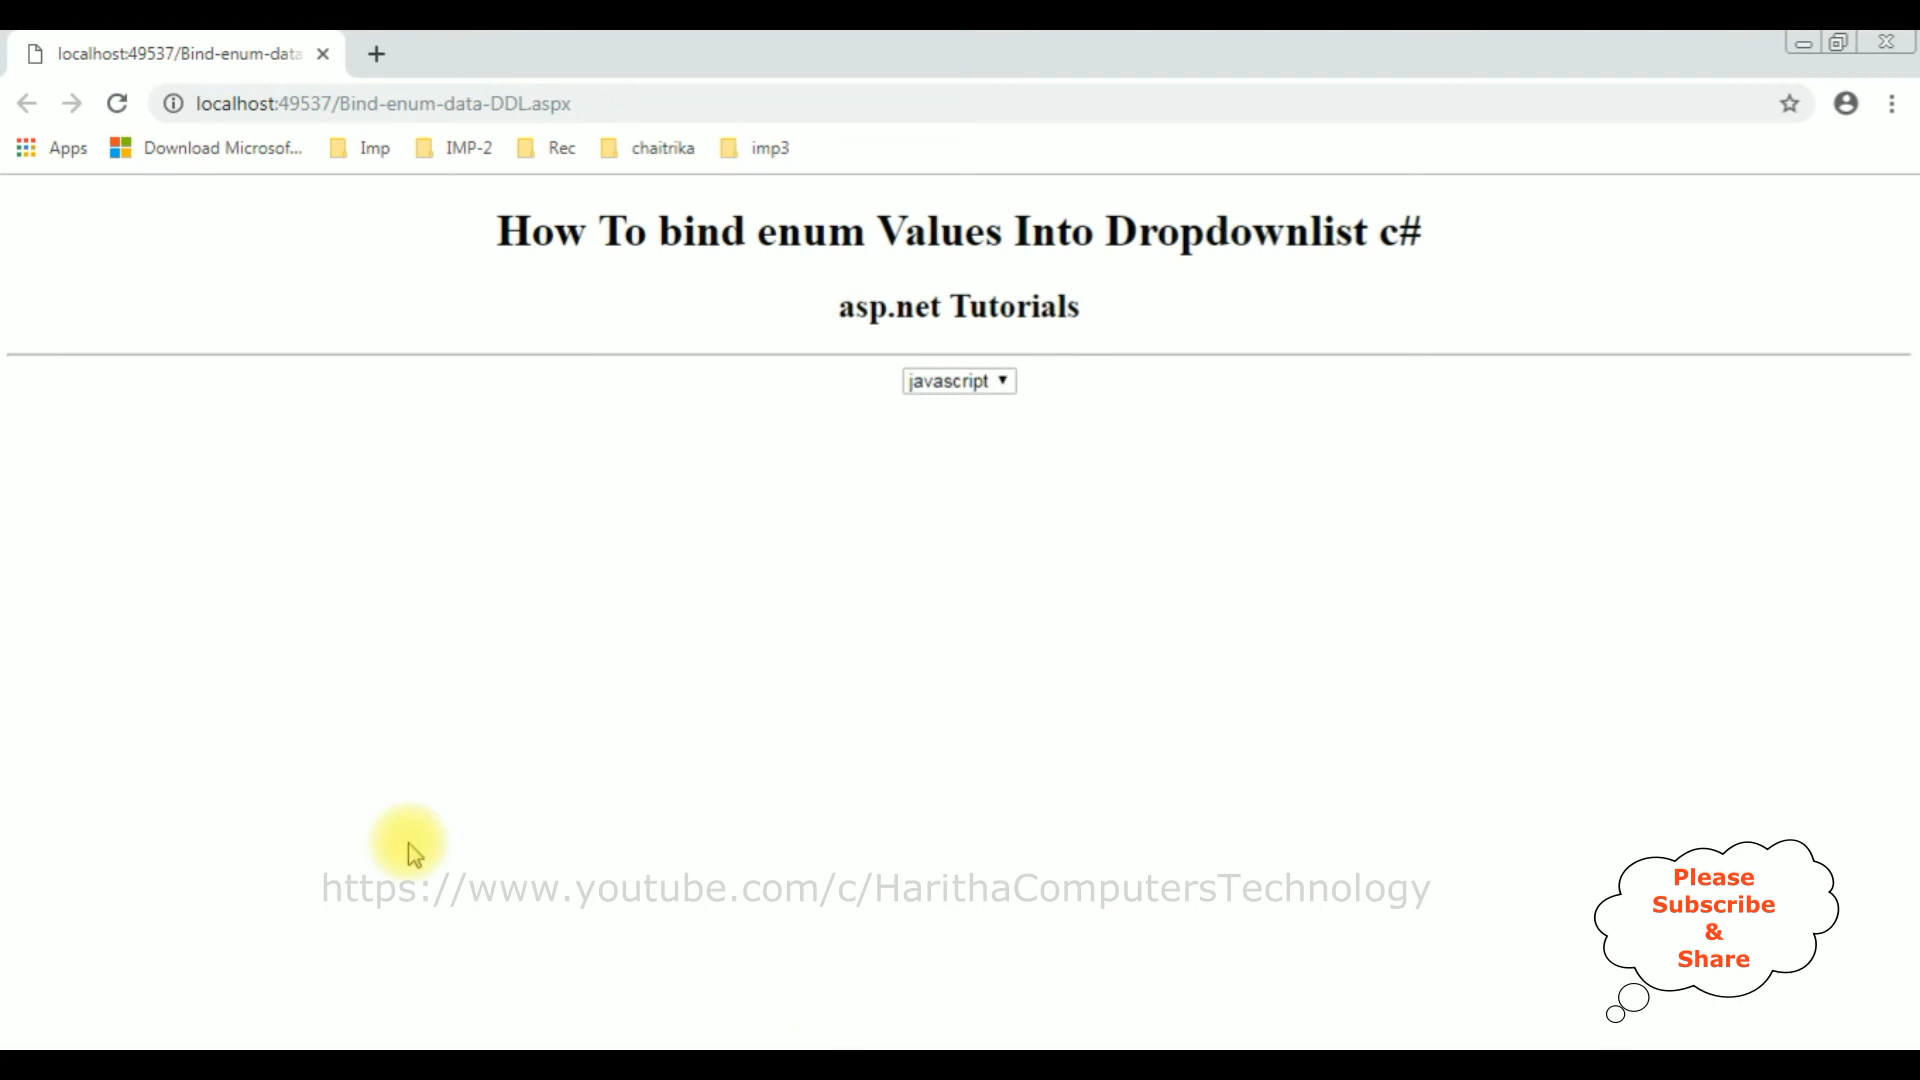 localhost:49537/Bind-enum-data
localhost:49537/Bind-enum-data-DDL.aspx
Apps
Download Microsof...
Imp
IMP-2
Rec
chaitrika
imp3
How To bind enum Values Into Dropdownlist c#
asp.net Tutorials
javascript
https://www.youtube.com/c/HarithaComputersTechnology
Please
Subscribe
&
Share